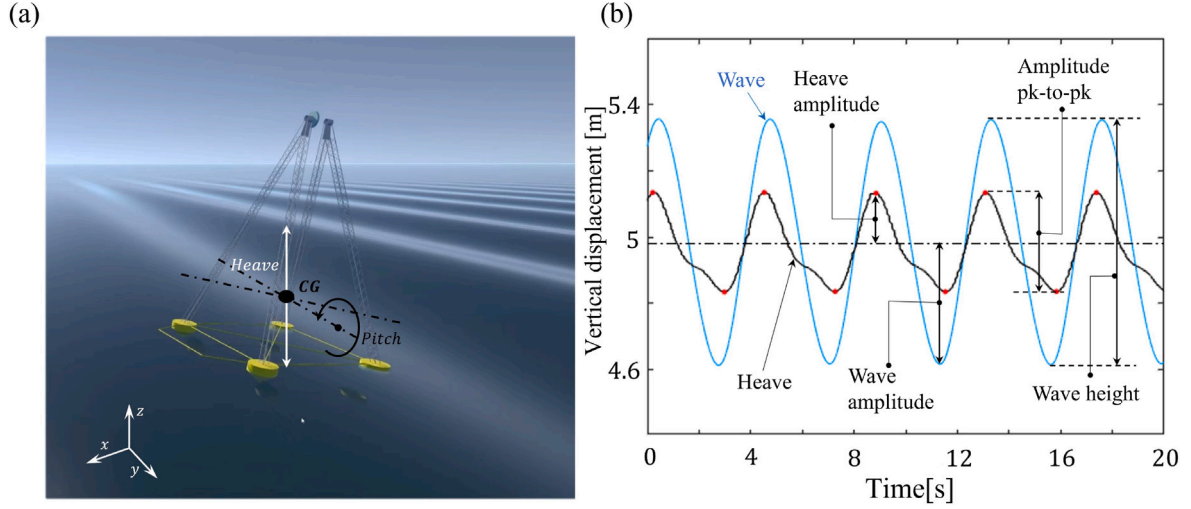 (a)
Heave
CG
Pitch
z
x
y
(b)
Vertical displacement [m]
5.4
5
4.6
Wave
Heave
amplitude
Amplitude
pk-to-pk
Heave
Wave
amplitude
Wave height
0
4
8
12
16
20
Time[s]